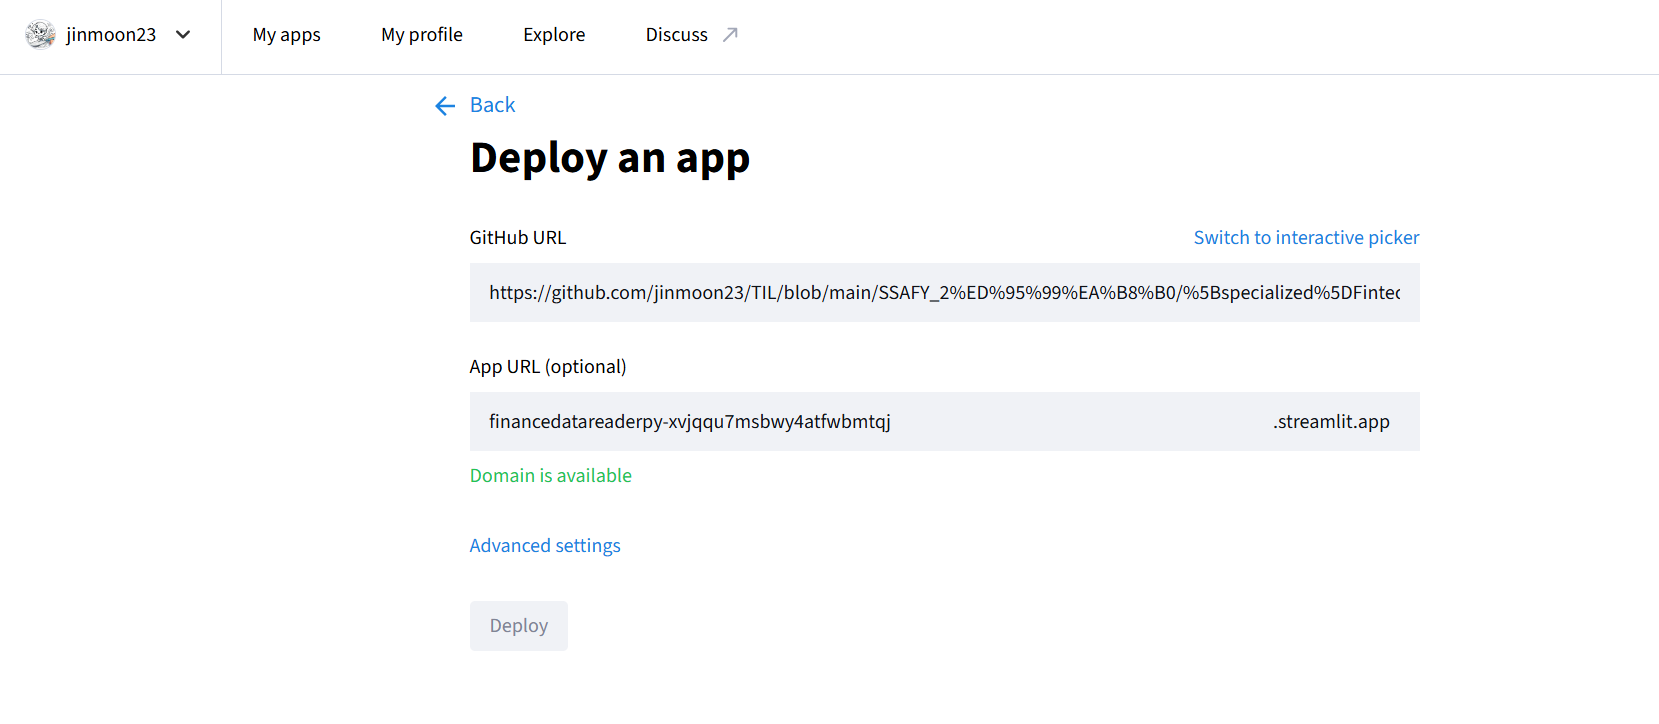 jinmoon23 My apps My profile Explore Discuss
Back
Deploy an app
GitHub URL Switch to interactive picker
https://github.com/jinmoon23/TIL/blob/main/SSAFY_2%ED%95%99%EA%B8%B0/%5Bspecialized%5DFintec
App URL (optional)
financedatareaderpy-xvjqqu7msbwy4atfwbmtqj .streamlit.app
Domain is available
Advanced settings
Deploy